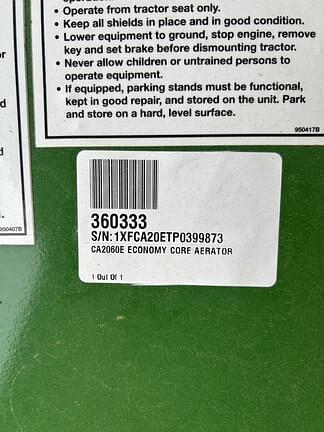 • Operate from tractor seat only.
• Keep all shields in place and in good condition.
• Lower equipment to ground, stop engine, remove
key and set brake before dismounting tractor.
• Never allow children or untrained persons to
operate equipment.
• If equipped, parking stands must be functional,
kept in good repair, and stored on the unit. Park
and store on a hard, level surface.
950417B
950407B
360333
S/N:1XFCA20ETP0399873
CA2060E ECONOMY CORE AERATOR
1 Out Of 1